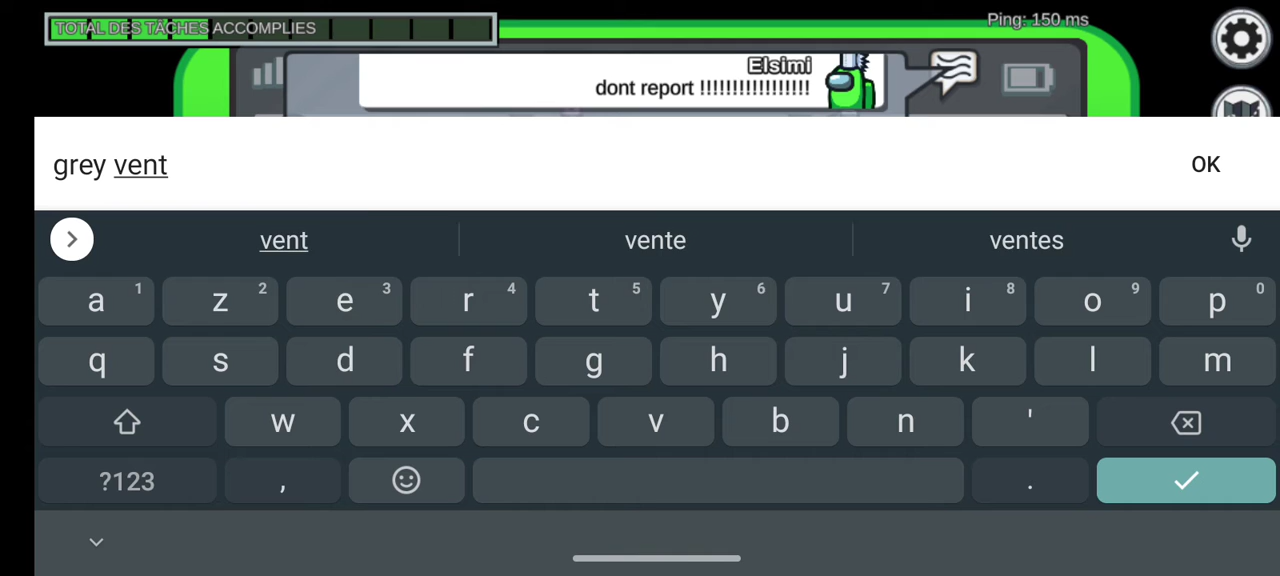 TOTAL DES TÂCHES ACCOMPLIES
Ping: 150 ms
Elsimi
dont report !!!!!!!!!!!!!!!!!
grey vent
OK
vent vente ventes
a 1 z 2 e 3 r 4 t 5 y 6 u 7 i 8 o 9 p 0
q s d f g h j k l m
w x c v b n '
?123 , .